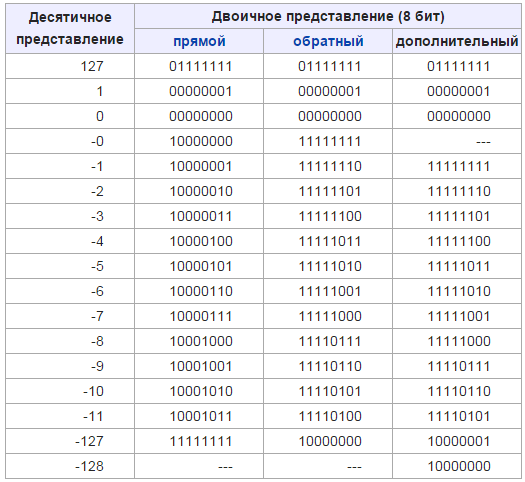 Десятичное представление Двоичное представление (8 бит)
прямой обратный дополнительный
127 01111111 01111111 01111111
1 00000001 00000001 00000001
0 00000000 00000000 00000000
-0 10000000 11111111 ---
-1 10000001 11111110 11111111
-2 10000010 11111101 11111110
-3 10000011 11111100 11111101
-4 10000100 11111011 11111100
-5 10000101 11111010 11111011
-6 10000110 11111001 11111010
-7 10000111 11111000 11111001
-8 10001000 11110111 11111000
-9 10001001 11110110 11110111
-10 10001010 11110101 11110110
-11 10001011 11110100 11110101
-127 11111111 10000000 10000001
-128 --- --- 10000000